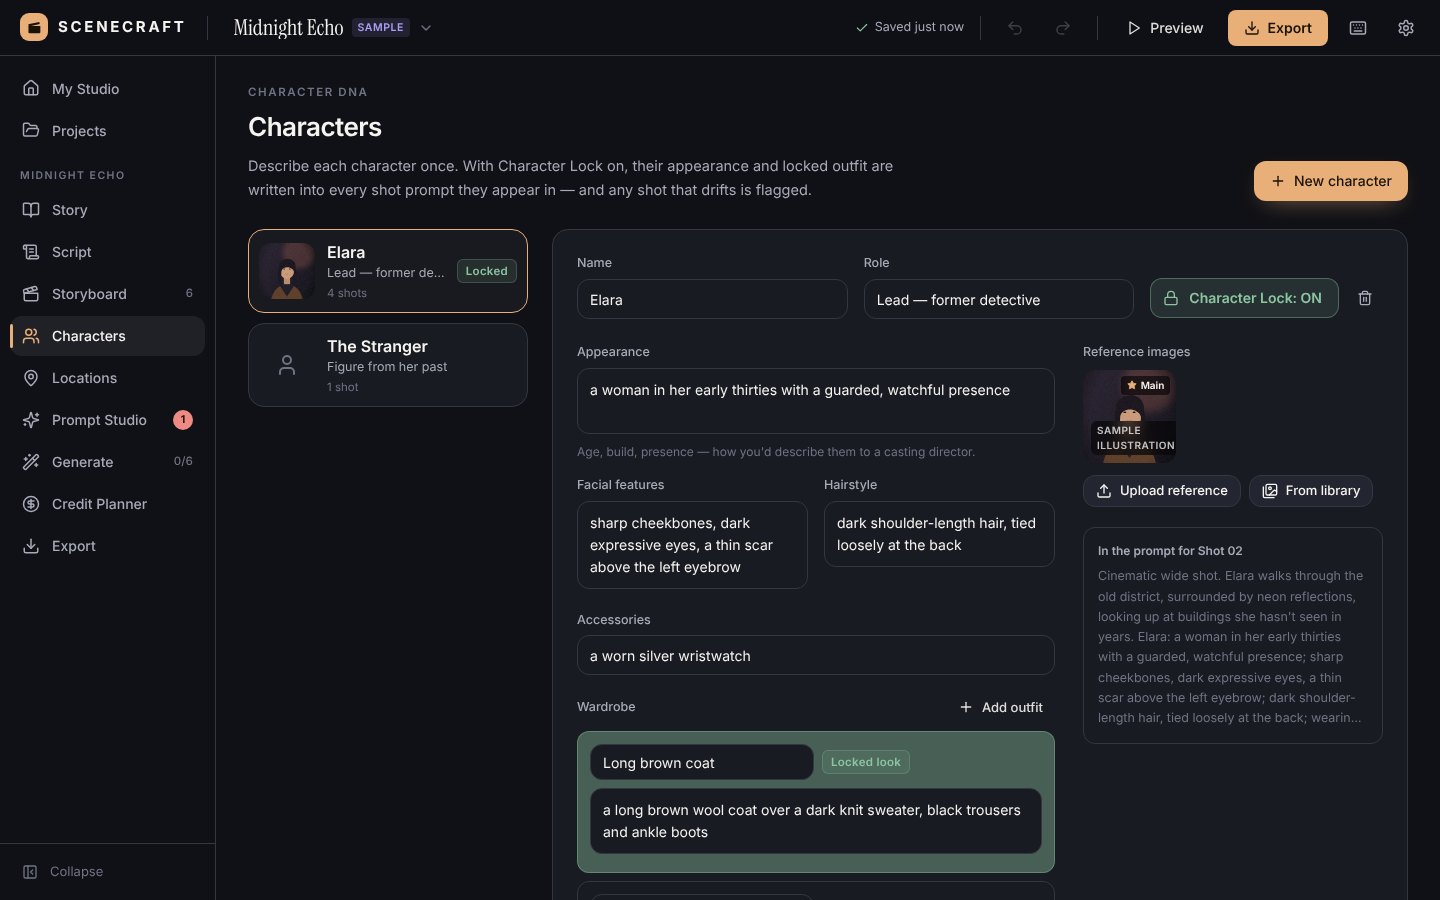 SCENECRAFT
Midnight Echo
SAMPLE
Saved just now
Preview
Export
My Studio
Projects
MIDNIGHT ECHO
Story
Script
Storyboard 6
Characters
Locations
Prompt Studio 1
Generate 0/6
Credit Planner
Export
Collapse
CHARACTER DNA
Characters
Describe each character once. With Character Lock on, their appearance and locked outfit are
written into every shot prompt they appear in — and any shot that drifts is flagged.
New character
Elara
Lead — former de...
4 shots
Locked
The Stranger
Figure from her past
1 shot
Name
Elara
Role
Lead — former detective
Character Lock: ON
Appearance
a woman in her early thirties with a guarded, watchful presence
Age, build, presence — how you'd describe them to a casting director.
Facial features
sharp cheekbones, dark
expressive eyes, a thin scar
above the left eyebrow
Hairstyle
dark shoulder-length hair, tied
loosely at the back
Accessories
a worn silver wristwatch
Wardrobe
Add outfit
Long brown coat
Locked look
a long brown wool coat over a dark knit sweater, black trousers
and ankle boots
Reference images
Main
SAMPLE
ILLUSTRATION
Upload reference
From library
In the prompt for Shot 02
Cinematic wide shot. Elara walks through the
old district, surrounded by neon reflections,
looking up at buildings she hasn't seen in
years. Elara: a woman in her early thirties
with a guarded, watchful presence; sharp
cheekbones, dark expressive eyes, a thin
scar above the left eyebrow; dark shoulder-
length hair, tied loosely at the back; wearin...